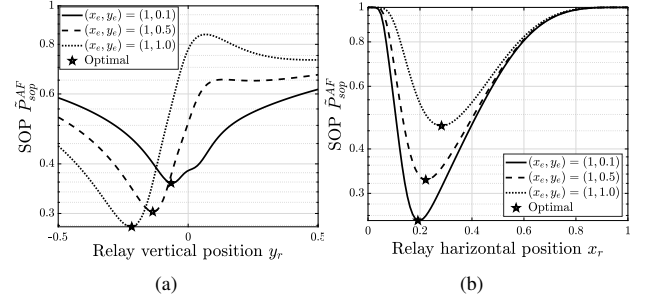 (x_e, y_e) = (1, 0.1)
(x_e, y_e) = (1, 0.5)
(x_e, y_e) = (1, 1.0)
Optimal
SOP P̃^{AF}_{sop}
1
0.6
0.4
0.3
-0.5
0
0.5
Relay vertical position y_r
(a)
SOP P̃^{AF}_{sop}
1
0.8
0.6
0.4
0.3
0
0.2
0.4
0.6
0.8
1
(x_e, y_e) = (1, 0.1)
(x_e, y_e) = (1, 0.5)
(x_e, y_e) = (1, 1.0)
Optimal
Relay horizontal position x_r
(b)